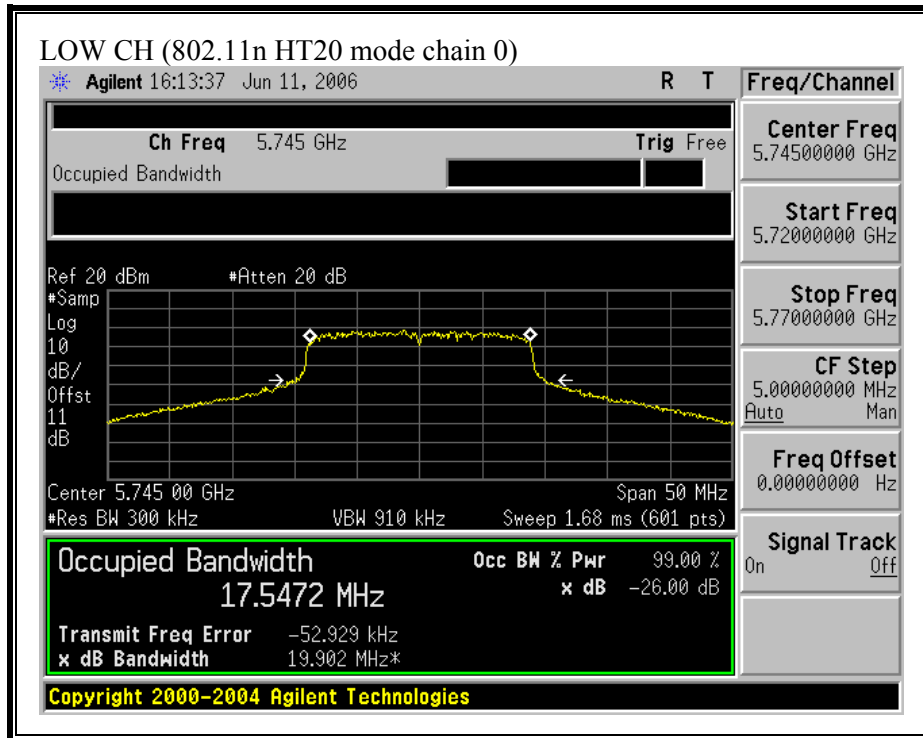 LOW CH (802.11n HT20 mode chain 0)
Agilent 16:13:37 Jun 11, 2006 R T
Freq/Channel
Ch Freq 5.745 GHz Trig Free
Occupied Bandwidth
Center Freq
5.74500000 GHz
Start Freq
5.72000000 GHz
Stop Freq
5.77000000 GHz
CF Step
5.00000000 MHz
Auto Man
Freq Offset
0.00000000 Hz
Signal Track
On Off
Ref 20 dBm #Atten 20 dB
#Samp
Log
10
dB/
Offst
11
dB
Center 5.745 00 GHz Span 50 MHz
#Res BW 300 kHz VBW 910 kHz Sweep 1.68 ms (601 pts)
Occupied Bandwidth Occ BW % Pwr 99.00 %
17.5472 MHz x dB -26.00 dB
Transmit Freq Error -52.929 kHz
x dB Bandwidth 19.902 MHz*
Copyright 2000-2004 Agilent Technologies